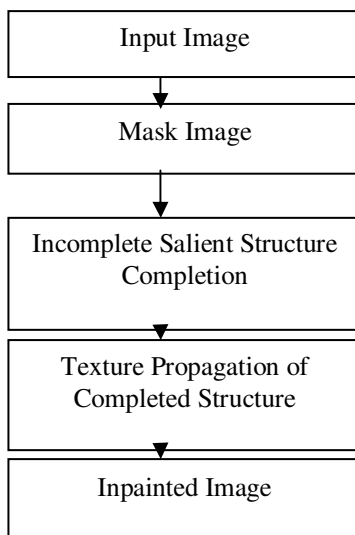 Input Image
Mask Image
Incomplete Salient Structure
Completion
Texture Propagation of
Completed Structure
Inpainted Image